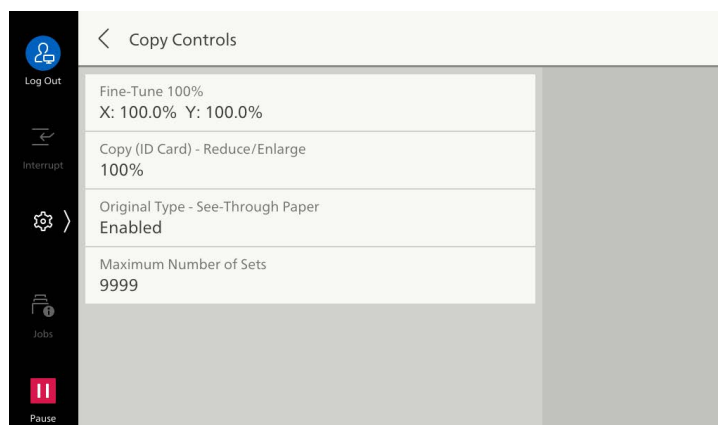 Copy Controls
Log Out
Interrupt
Jobs
Pause
Fine-Tune 100%
X: 100.0% Y: 100.0%
Copy (ID Card) - Reduce/Enlarge
100%
Original Type - See-Through Paper
Enabled
Maximum Number of Sets
9999